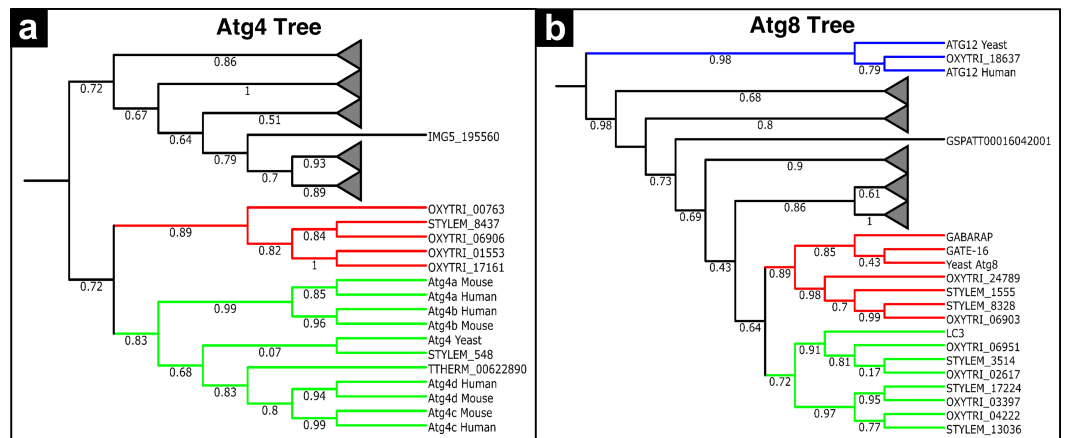 a
Atg4 Tree
0.86
0.72
1
0.67
0.51
0.64
IMG5_195560
0.79
0.93
0.7
0.89
OXYTRI_00763
0.89
STYLEM_8437
0.84
OXYTRI_06906
0.82
OXYTRI_01553
1
OXYTRI_17161
0.72
Atg4a Mouse
0.85
Atg4a Human
0.99
Atg4b Human
0.96
Atg4b Mouse
0.83
Atg4 Yeast
0.07
STYLEM_548
0.68
TTHERM_00622890
0.83
Atg4d Human
0.94
Atg4d Mouse
0.8
Atg4c Mouse
0.99
Atg4c Human
b
Atg8 Tree
ATG12 Yeast
0.98
OXYTRI_18637
0.79
ATG12 Human
0.68
0.98
0.8
GSPATT00016042001
0.73
0.9
0.61
0.86
0.69
1
GABARAP
0.85
GATE-16
0.43
Yeast Atg8
0.43
0.89
OXYTRI_24789
0.98
STYLEM_1555
0.7
STYLEM_8328
0.99
OXYTRI_06903
0.64
LC3
0.91
OXYTRI_06951
0.81
STYLEM_3514
0.17
OXYTRI_02617
0.72
STYLEM_17224
0.95
OXYTRI_03397
0.97
OXYTRI_04222
0.77
STYLEM_13036